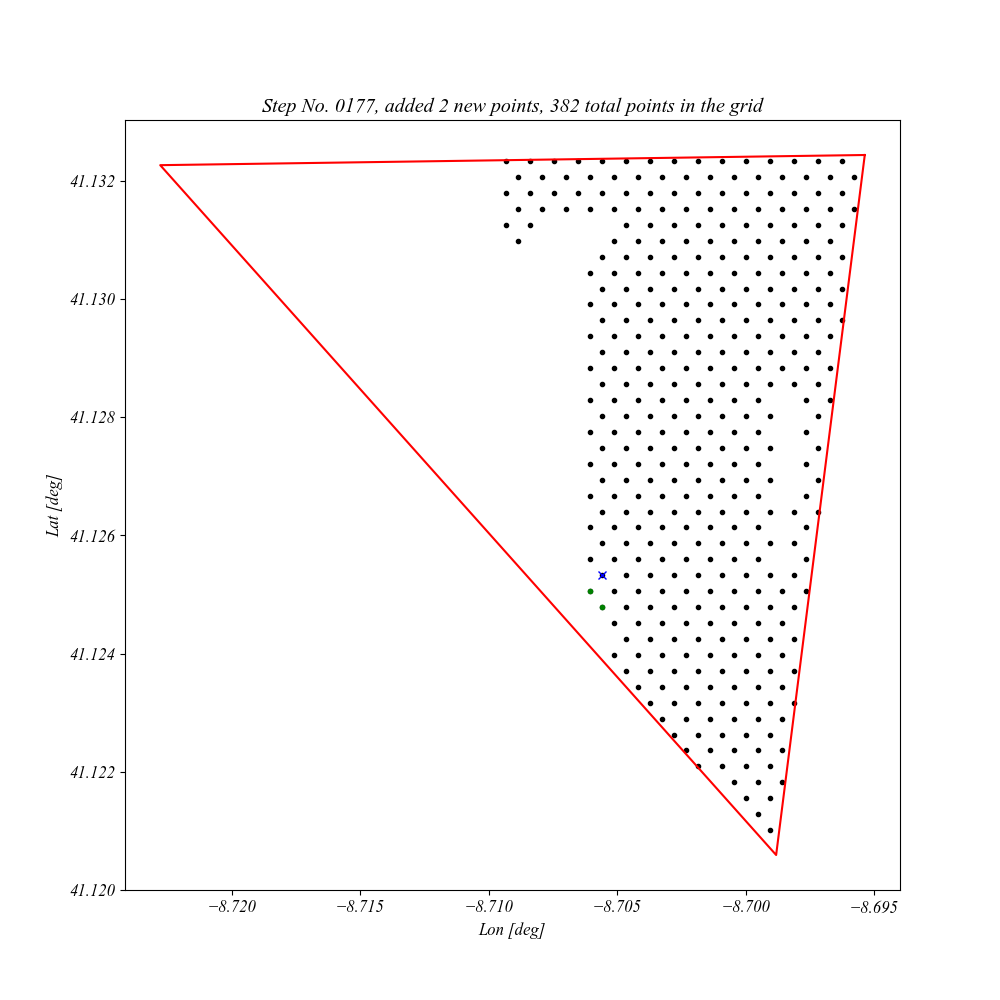 Step No. 0177, added 2 new points, 382 total points in the grid
41.132
41.130
41.128
41.126
41.124
41.122
41.120
Lat [deg]
−8.720 −8.715 −8.710 −8.705 −8.700 −8.695
Lon [deg]